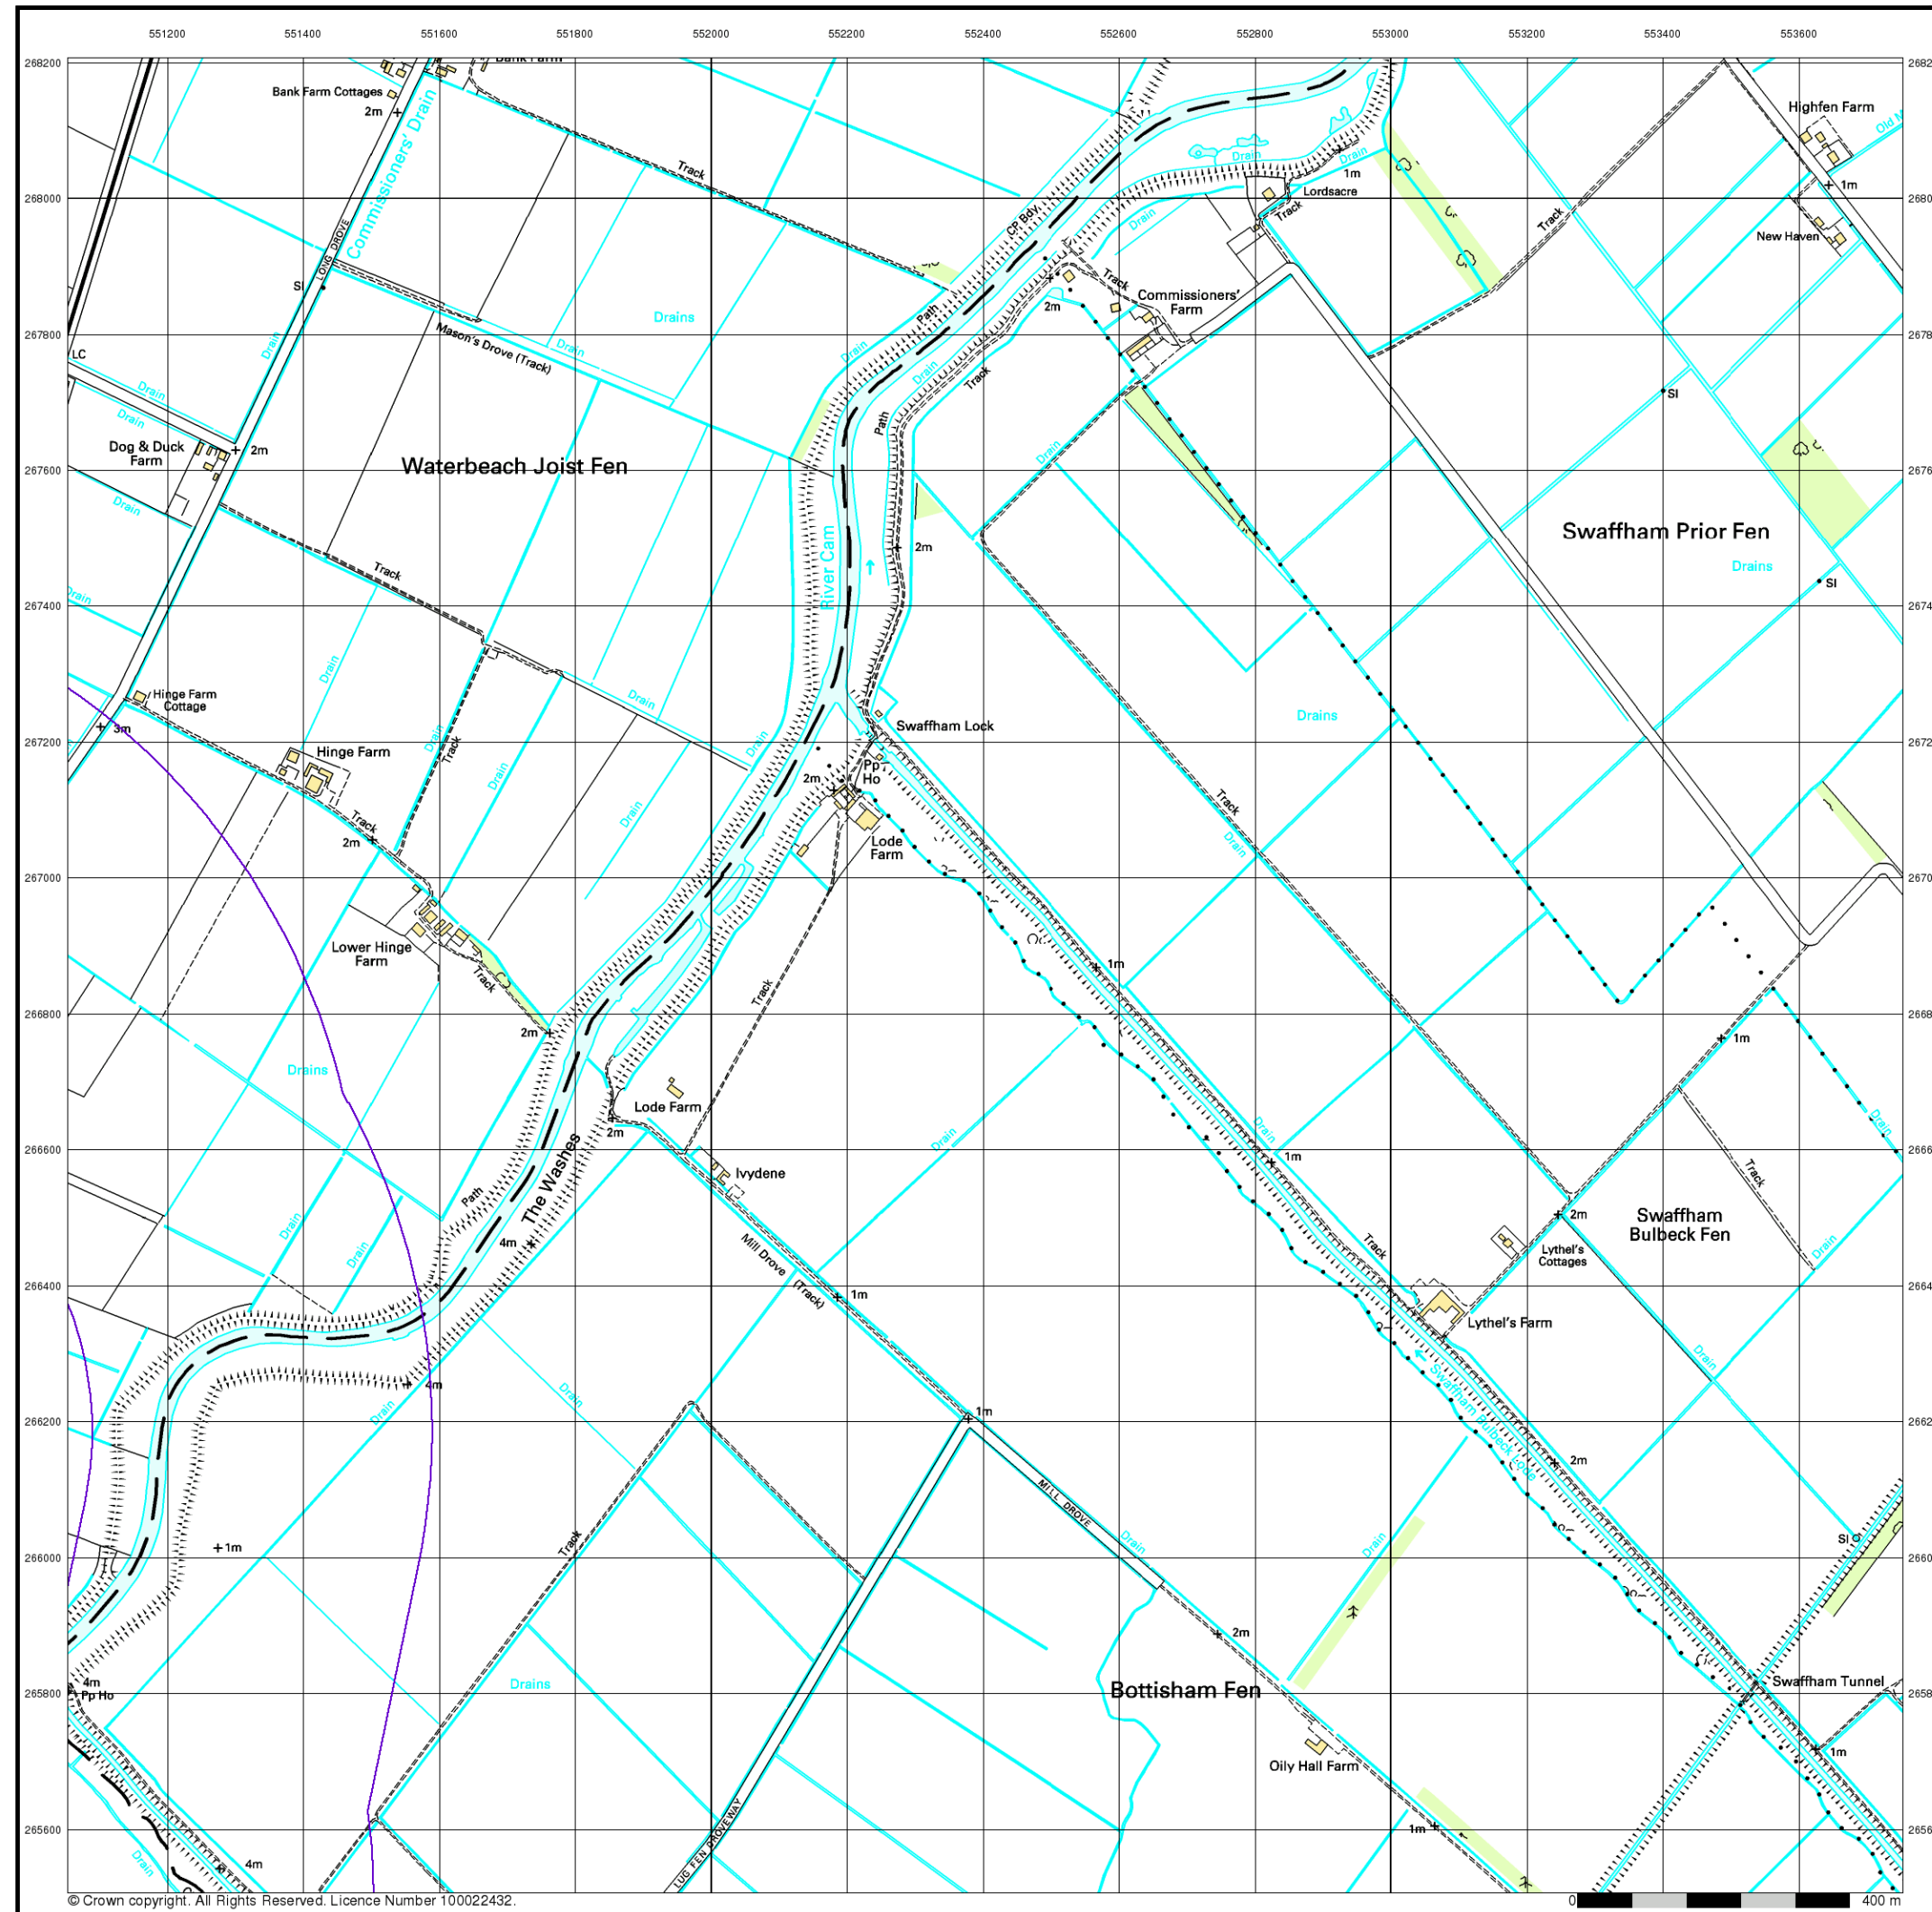 551200 551400 551600 551800 552000 552200 552400 552600 552800 553000 553200 553400 553600
268200
Bank Farm
Bank Farm Cottages
2m
Commissioners' Drain
Highfen Farm
Track
Drain
Drain
1m
Lordsacre
Track
1m
268000
LONG DROVE
CP Bdy
Drain
Track
New Haven
SI
Track
Commissioners'
Farm
2m
Drains
Path
Mason's Drove (Track)
Drain
Drain
267800
LC
Drain
Drain
Drain
Track
Drain
Drain
SI
Path
Dog & Duck
Farm
2m
Waterbeach Joist Fen
Drain
267600
Drain
Swaffham Prior Fen
River Cam
2m
Track
Drains
SI
Drain
267400
Drain
Hinge Farm
Cottage
Drain
Drains
3m
Swaffham Lock
267200
Drain
Track
Drain
Hinge Farm
Pp
Ho
2m
Drain
Drain
Track
Track
2m
Lode
Farm
Drain
267000
Lower Hinge
Farm
Track
1m
Track
2m
266800
1m
Drains
Lode Farm
Drain
2m
Drain
Drain
266600
1m
Ivydene
Track
The Washes
Path
2m
Swaffham
Bulbeck Fen
Drain
4m
Drain
Mill Drove (Track)
Track
Lythel's
Cottages
Drain
266400
1m
Lythel's Farm
Drain
4m
Drain
Swaffham Bulbeck Lode
Drain
266200
1m
2m
MILL DROVE
Track
Drain
Drain
SI
1m
266000
2m
4m
Pp Ho
Drains
Bottisham Fen
Swaffham Tunnel
265800
1m
Oily Hall Farm
LUG FEN DROVEWAY
265600
1m
Drain
4m
© Crown copyright. All Rights Reserved. Licence Number 100022432.
0 400 m